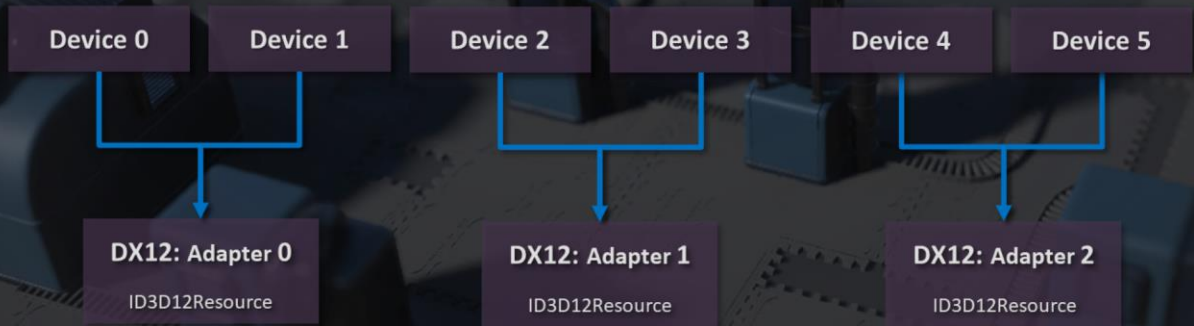 Device 0
Device 1
Device 2
Device 3
Device 4
Device 5
DX12: Adapter 0
ID3D12Resource
DX12: Adapter 1
ID3D12Resource
DX12: Adapter 2
ID3D12Resource